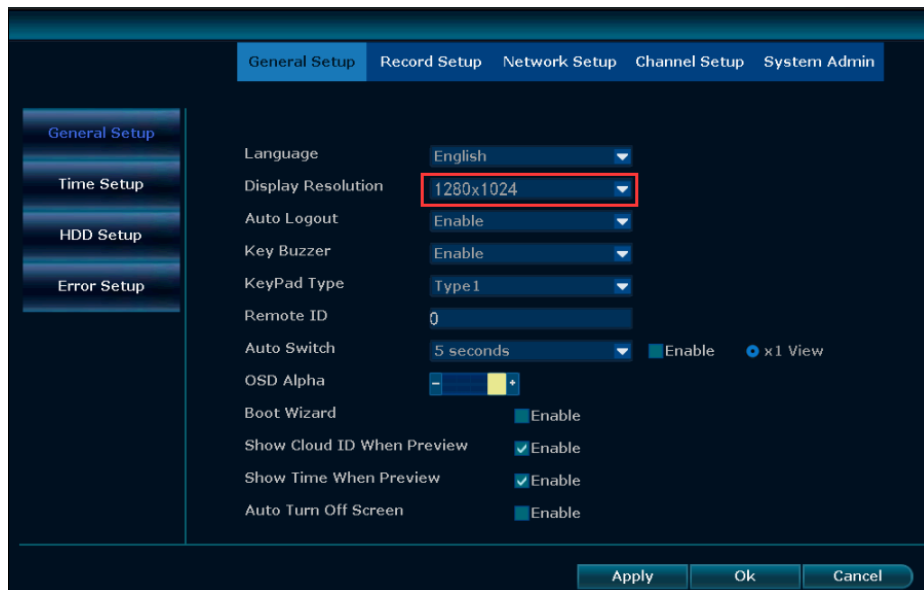 General Setup Record Setup Network Setup Channel Setup System Admin
General Setup
Time Setup
HDD Setup
Error Setup
Language English
Display Resolution 1280x1024
Auto Logout Enable
Key Buzzer Enable
KeyPad Type Type1
Remote ID 0
Auto Switch 5 seconds Enable x1 View
OSD Alpha - +
Boot Wizard Enable
Show Cloud ID When Preview Enable
Show Time When Preview Enable
Auto Turn Off Screen Enable
Apply Ok Cancel